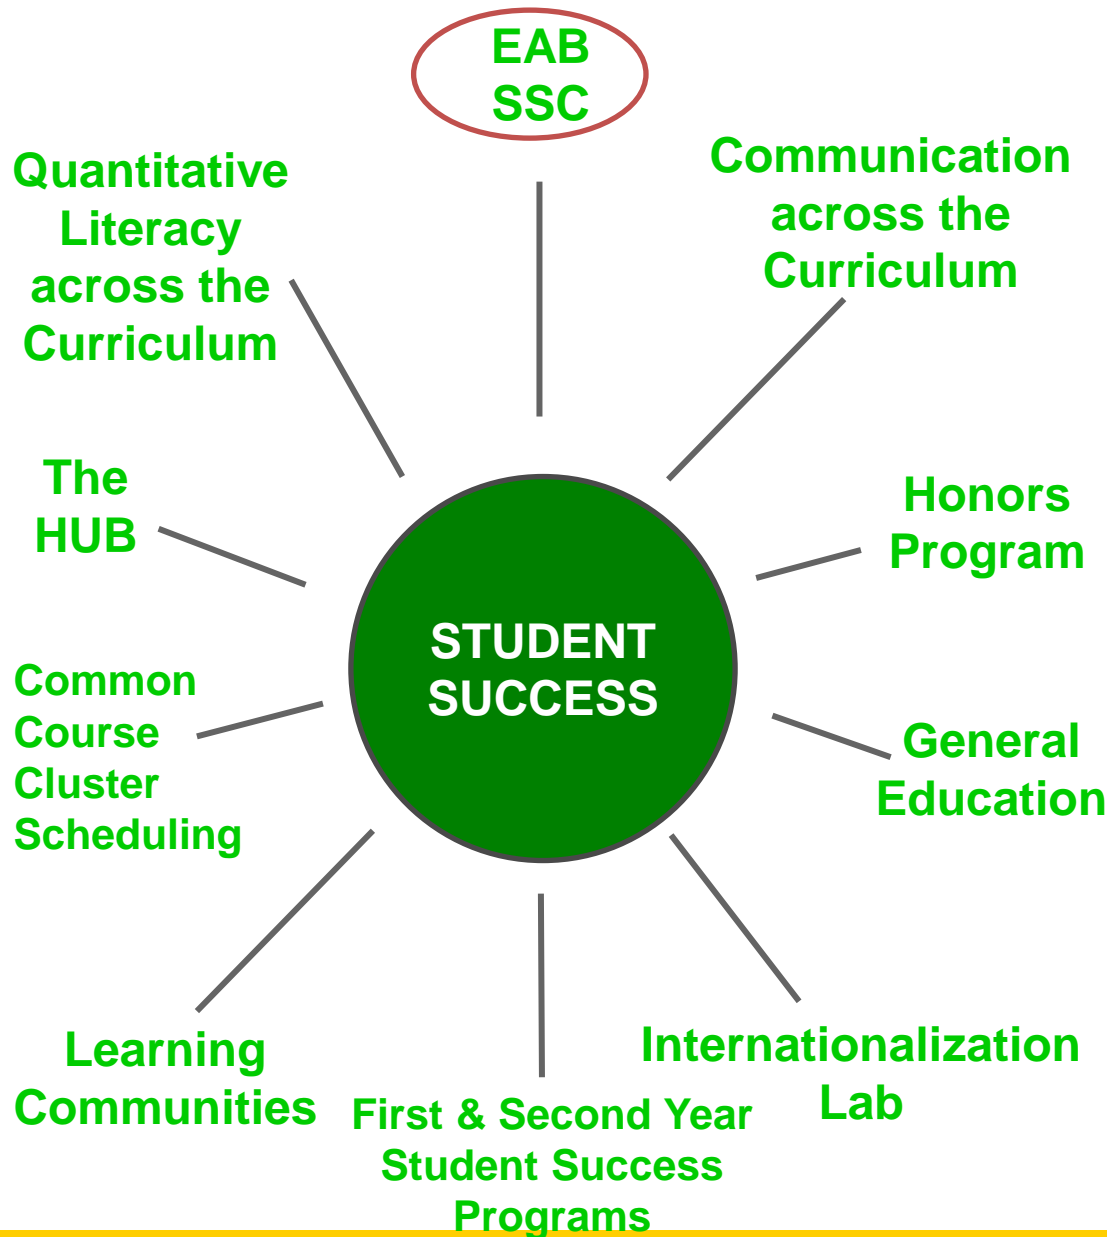 EAB
SSC
Quantitative
Literacy
across the
Curriculum
Communication
across the
Curriculum
The
HUB
Honors
Program
STUDENT
SUCCESS
Common
Course
Cluster
Scheduling
General
Education
Learning
Communities
First & Second Year
Student Success
Programs
Internationalization
Lab